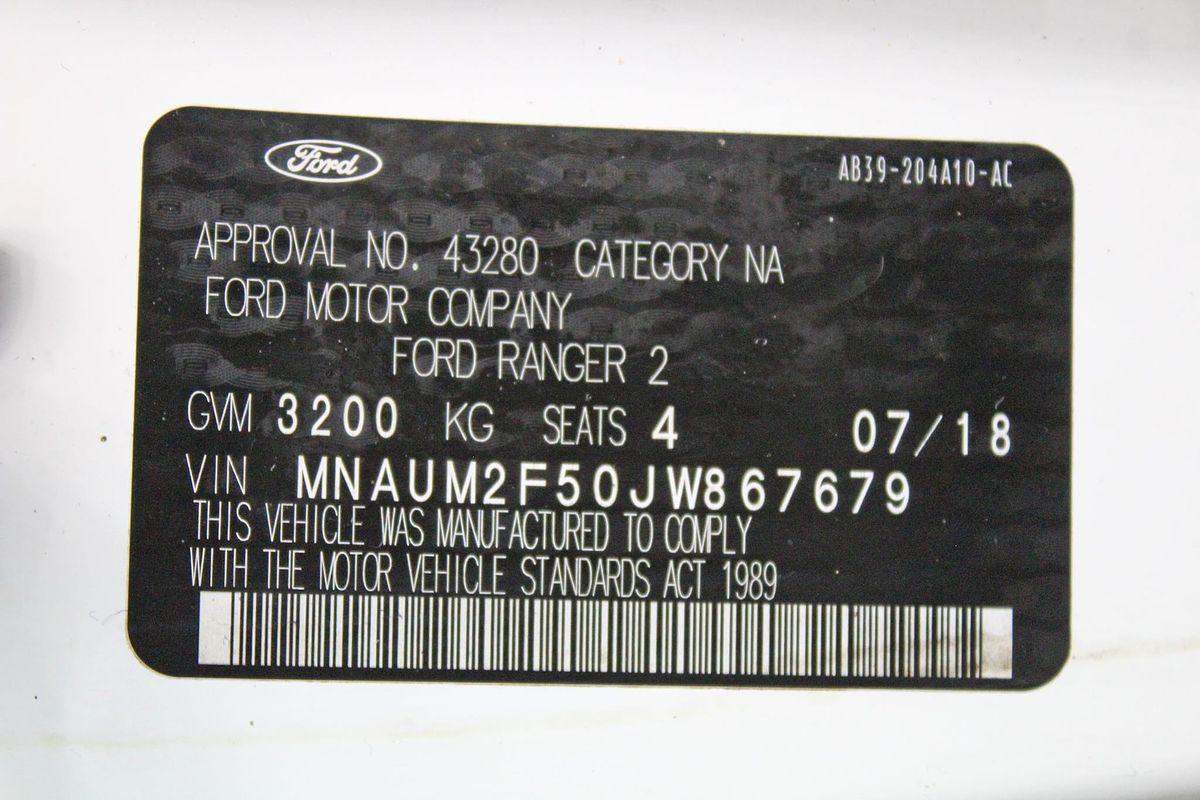 Ford
AB39-204A10-AC
APPROVAL NO. 43280 CATEGORY NA
FORD MOTOR COMPANY
FORD RANGER 2
GVM 3200 KG SEATS 4 07/18
VIN MNAUM2F50JW867679
THIS VEHICLE WAS MANUFACTURED TO COMPLY
WITH THE MOTOR VEHICLE STANDARDS ACT 1989